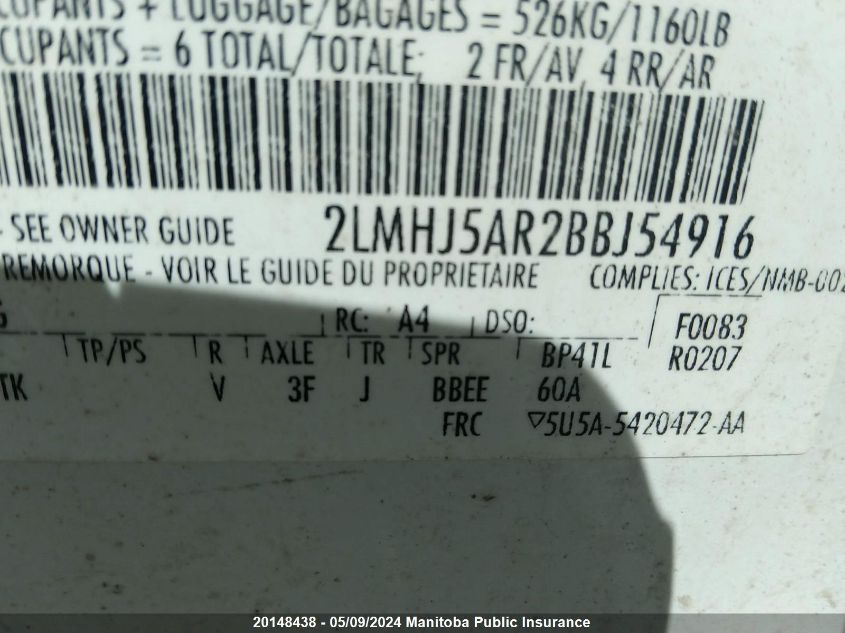 CUPANTS + LUGGAGE/BAGAGES = 526KG/1160LB
CUPANTS = 6 TOTAL/TOTALE; 2 FR/AV, 4 RR/AR
- SEE OWNER GUIDE 2LMHJ5AR2BBJ54916
REMORQUE - VOIR LE GUIDE DU PROPRIETAIRE COMPLIES: ICES/NMB-002
G RC: A4 DSO: F0083
TP/PS R AXLE TR SPR BP41L R0207
TK V 3F J BBEE 60A
FRC ▽5U5A-5420472-AA
20148438 - 05/09/2024 Manitoba Public Insurance